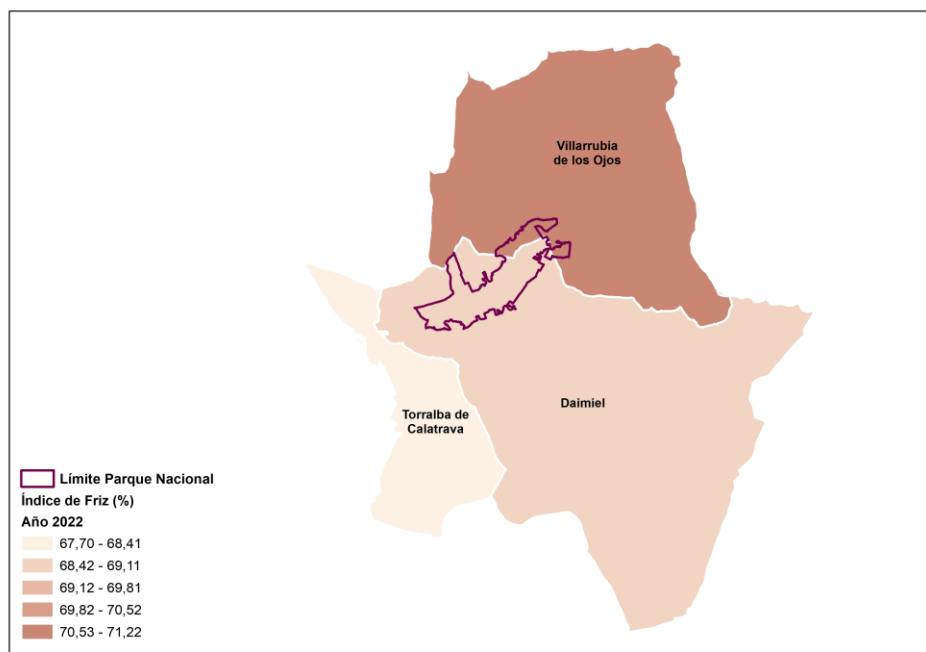 Villarrubia
de los Ojos
Torralba de
Calatrava
Daimiel
Límite Parque Nacional
Índice de Friz (%)
Año 2022
67,70 - 68,41
68,42 - 69,11
69,12 - 69,81
69,82 - 70,52
70,53 - 71,22